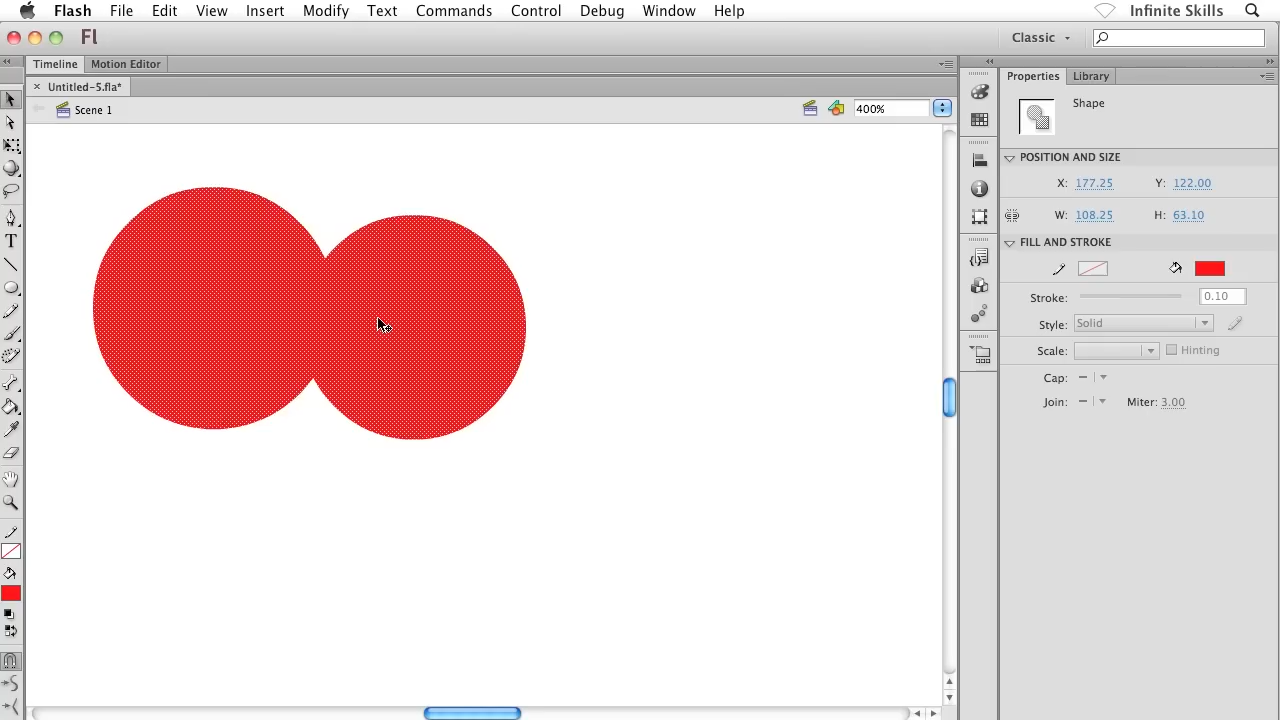 Flash File Edit View Insert Modify Text Commands Control Debug Window Help Infinite Skills
Fl Classic
Timeline Motion Editor
Untitled-5.fla*
Scene 1 400%
Properties Library
Shape
POSITION AND SIZE
X: 177.25 Y: 122.00
W: 108.25 H: 63.10
FILL AND STROKE
Stroke: 0.10
Style: Solid
Scale: Hinting
Cap:
Join: Miter: 3.00
T